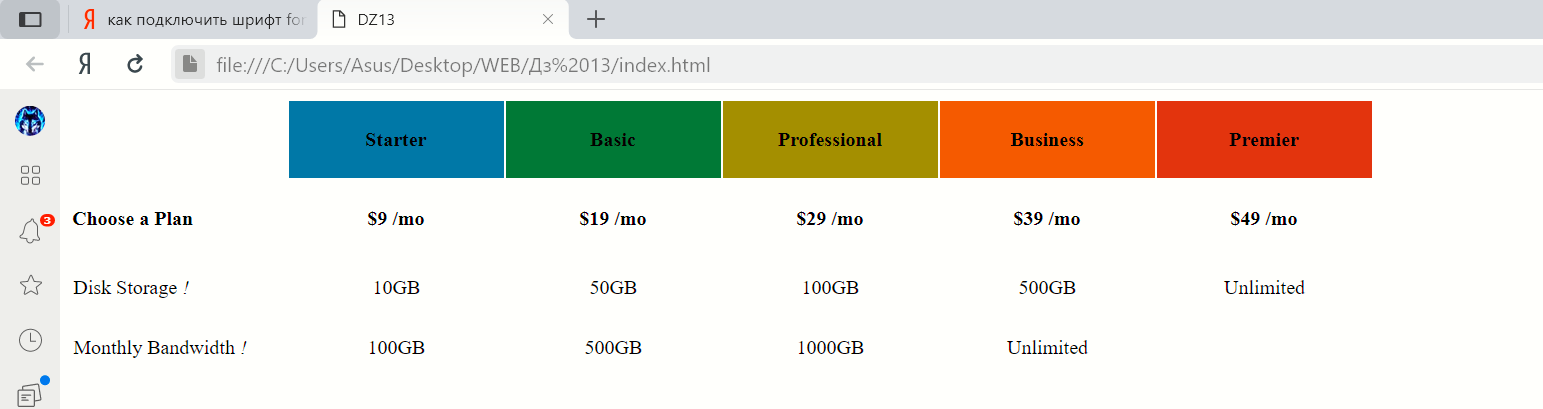 как подключить шрифт for
DZ13
file:///C:/Users/Asus/Desktop/WEB/Дз%2013/index.html
Starter Basic Professional Business Premier
3
Choose a Plan $9 /mo $19 /mo $29 /mo $39 /mo $49 /mo
Disk Storage ! 10GB 50GB 100GB 500GB Unlimited
Monthly Bandwidth ! 100GB 500GB 1000GB Unlimited